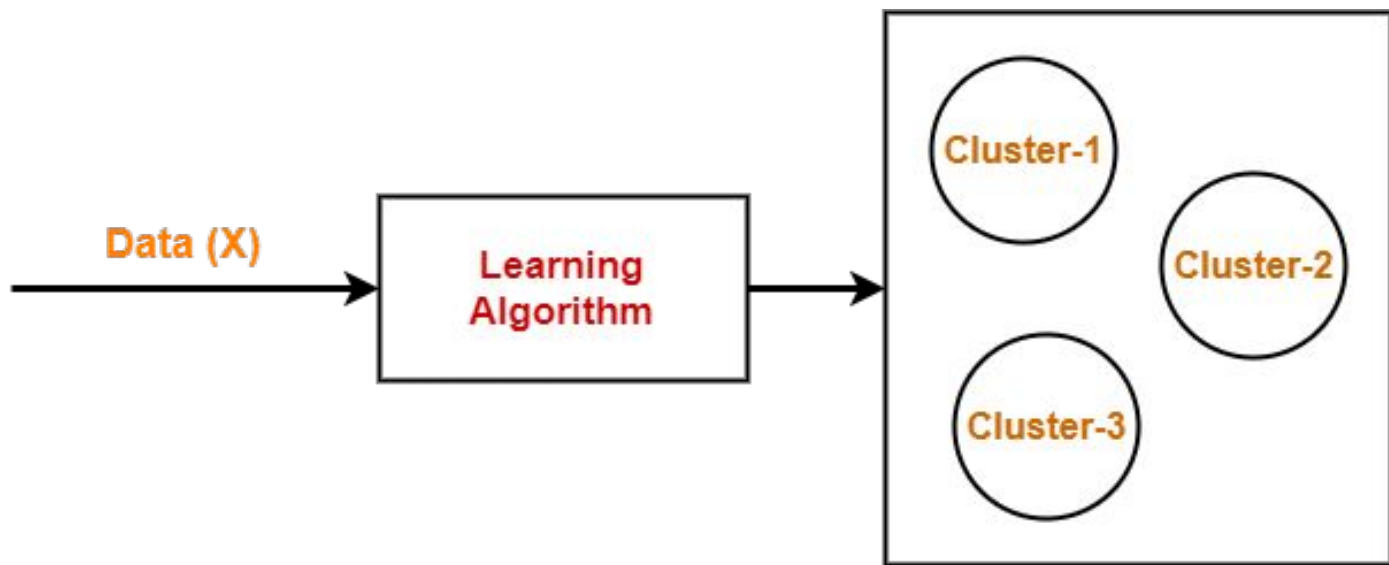 Data (X)
Learning
Algorithm
Cluster-1
Cluster-2
Cluster-3